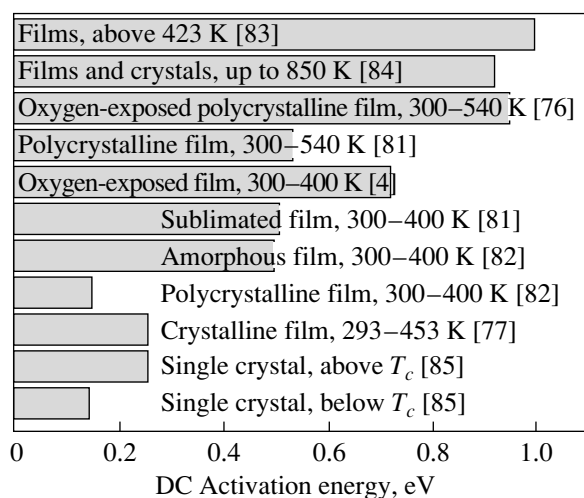 Films, above 423 K [83]
Films and crystals, up to 850 K [84]
Oxygen-exposed polycrystalline film, 300–540 K [76]
Polycrystalline film, 300–540 K [81]
Oxygen-exposed film, 300–400 K [4]
Sublimated film, 300–400 K [81]
Amorphous film, 300–400 K [82]
Polycrystalline film, 300–400 K [82]
Crystalline film, 293–453 K [77]
Single crystal, above Tc [85]
Single crystal, below Tc [85]
0 0.2 0.4 0.6 0.8 1.0
DC Activation energy, eV